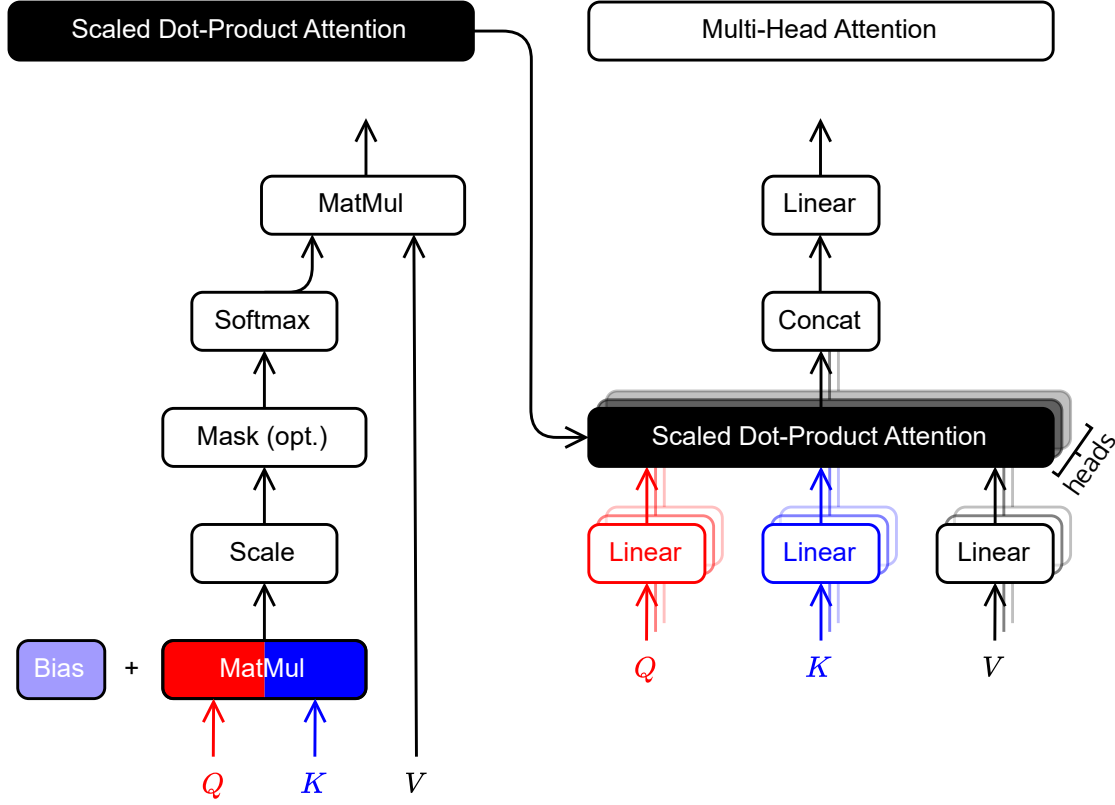 Scaled Dot-Product Attention
MatMul
Softmax
Mask (opt.)
Scale
Bias + MatMul
Q K V
Multi-Head Attention
Linear
Concat
Scaled Dot-Product Attention
heads
Linear Linear Linear
Q K V